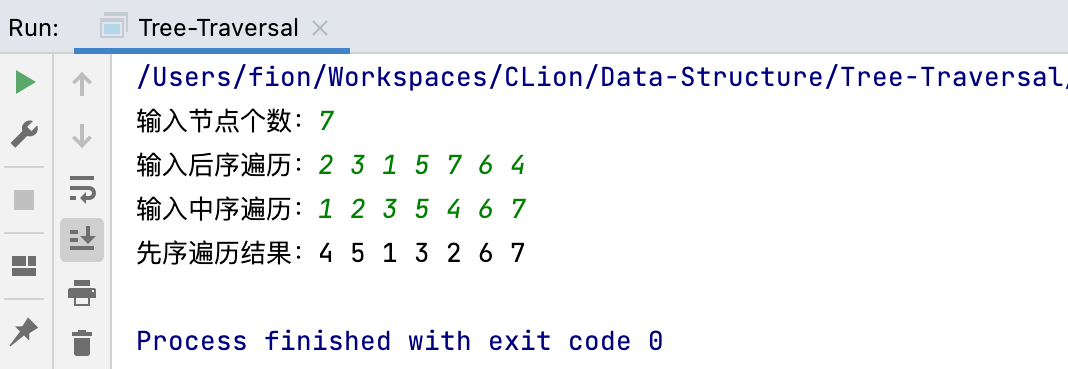 Run: Tree-Traversal
/Users/fion/Workspaces/CLion/Data-Structure/Tree-Traversal/
输入节点个数：7
输入后序遍历：2 3 1 5 7 6 4
输入中序遍历：1 2 3 5 4 6 7
先序遍历结果：4 5 1 3 2 6 7
Process finished with exit code 0